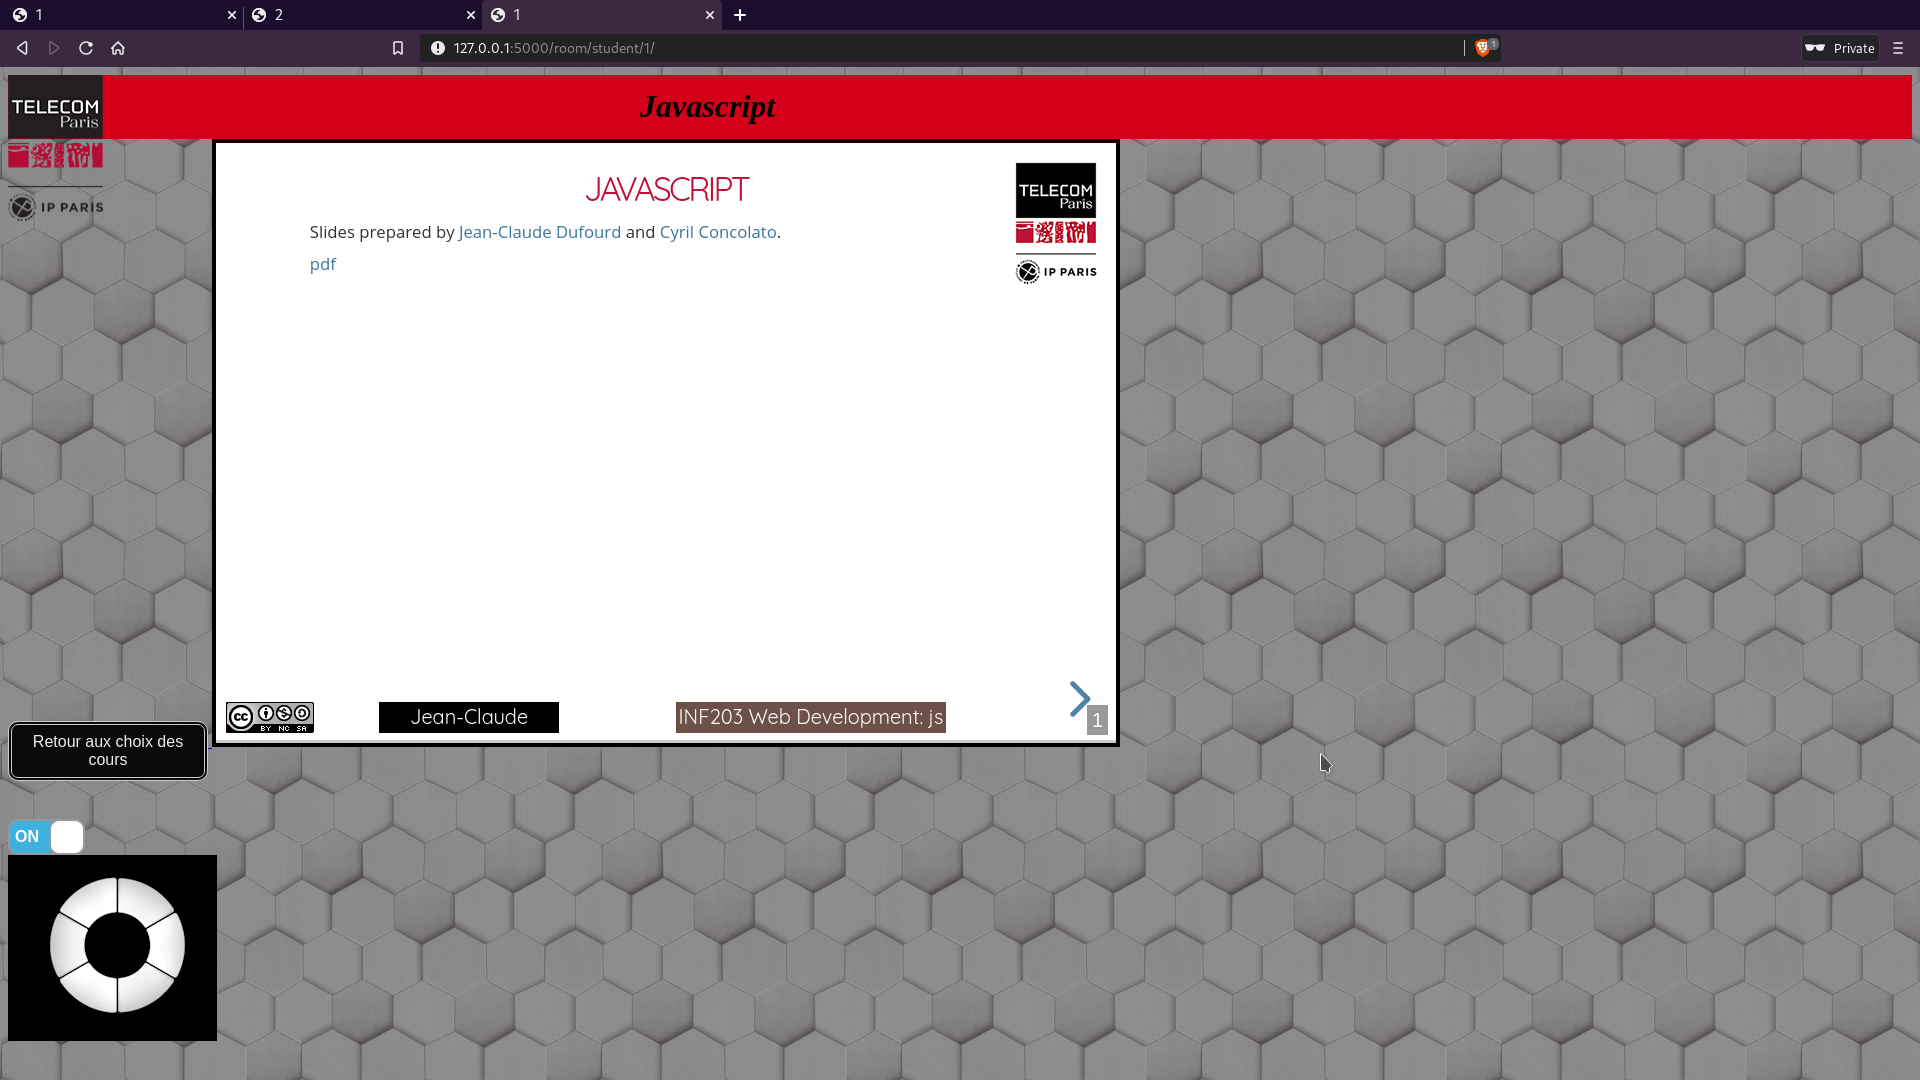 1
2
1
127.0.0.1:5000/room/student/1/
1
Private
TELECOM
Paris
IP PARIS
Javascript
JAVASCRIPT
Slides prepared by Jean-Claude Dufourd and Cyril Concolato.
pdf
TELECOM
Paris
IP PARIS
cc
BY NC SA
Jean-Claude
INF203 Web Development: js
1
Retour aux choix des
cours
ON